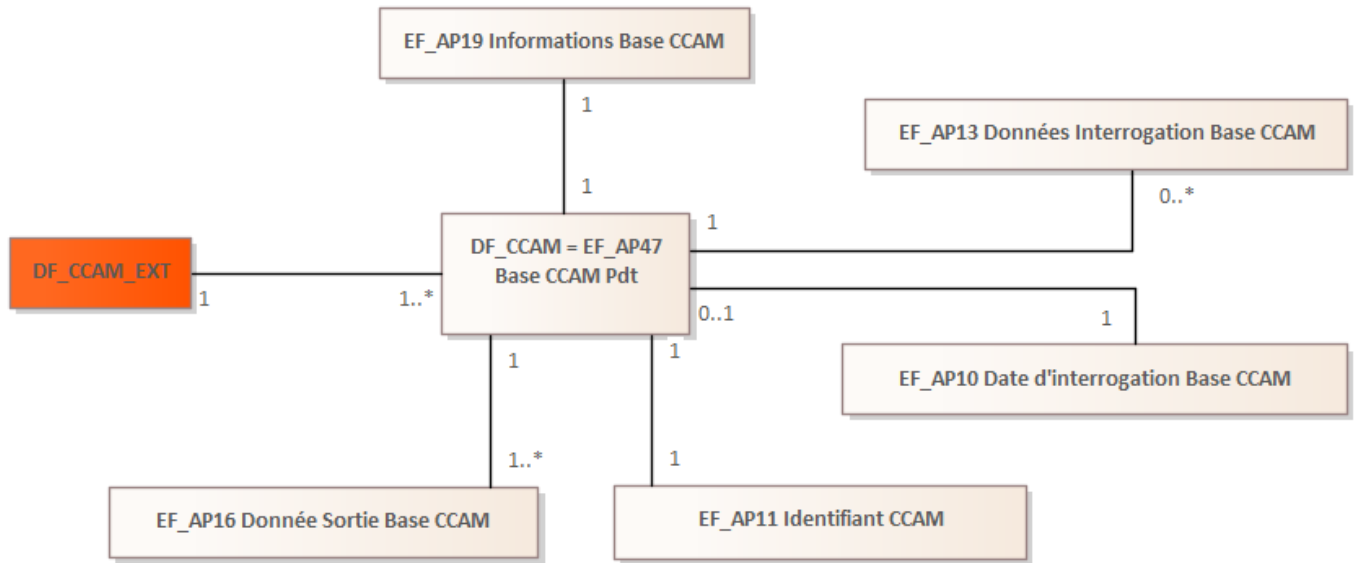 EF_AP19 Informations Base CCAM
1
EF_AP13 Données Interrogation Base CCAM
0..*
1
1
DF_CCAM = EF_AP47
Base CCAM Pdt
DF_CCAM_EXT
1
1..*
0..1
1
EF_AP10 Date d'interrogation Base CCAM
1
1
1..*
1
EF_AP16 Donnée Sortie Base CCAM
EF_AP11 Identifiant CCAM